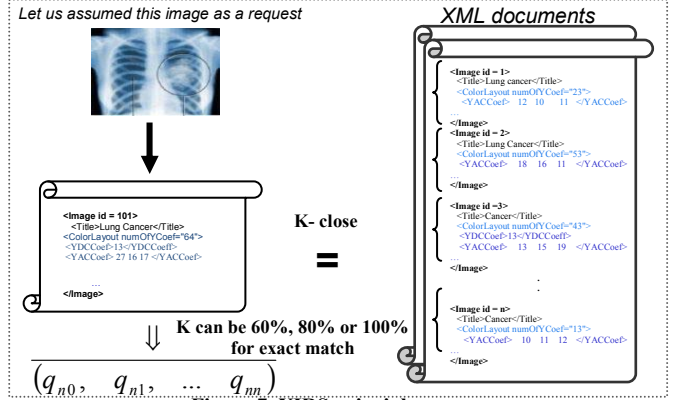 Let us assumed this image as a request
XML documents
<Image id = 1>
<Title>Lung cancer</Title>
<ColorLayout numOfYCoef="23">
<YACCoef> 12 10 11 </YACCoef>
...
</Image>
<Image id = 2>
<Title>Lung Cancer</Title>
<ColorLayout numOfYCoef="53">
<YACCoef> 18 16 11 </YACCoef>
...
</Image>
<Image id =3>
<Title>Cancer</Title>
<ColorLayout numOfYCoef="43">
<YDCCoef>13</YDCCoeff>
<YACCoef> 13 15 19 </YACCoef>
...
</Image>
.
.
<Image id = n>
<Title>Cancer</Title>
<ColorLayout numOfYCoef="13">
<YACCoef> 10 11 12 </YACCoef>
...
</Image>
<Image id = 101>
<Title>Lung Cancer</Title>
<ColorLayout numOfYCoef="64">
<YDCCoef>13</YDCCoeff>
<YACCoef> 27 16 17 </YACCoef>
...
</Image>
K- close
=
K can be 60%, 80% or 100%
for exact match
⇓
(q_{n0}, q_{n1}, ... q_{nn})